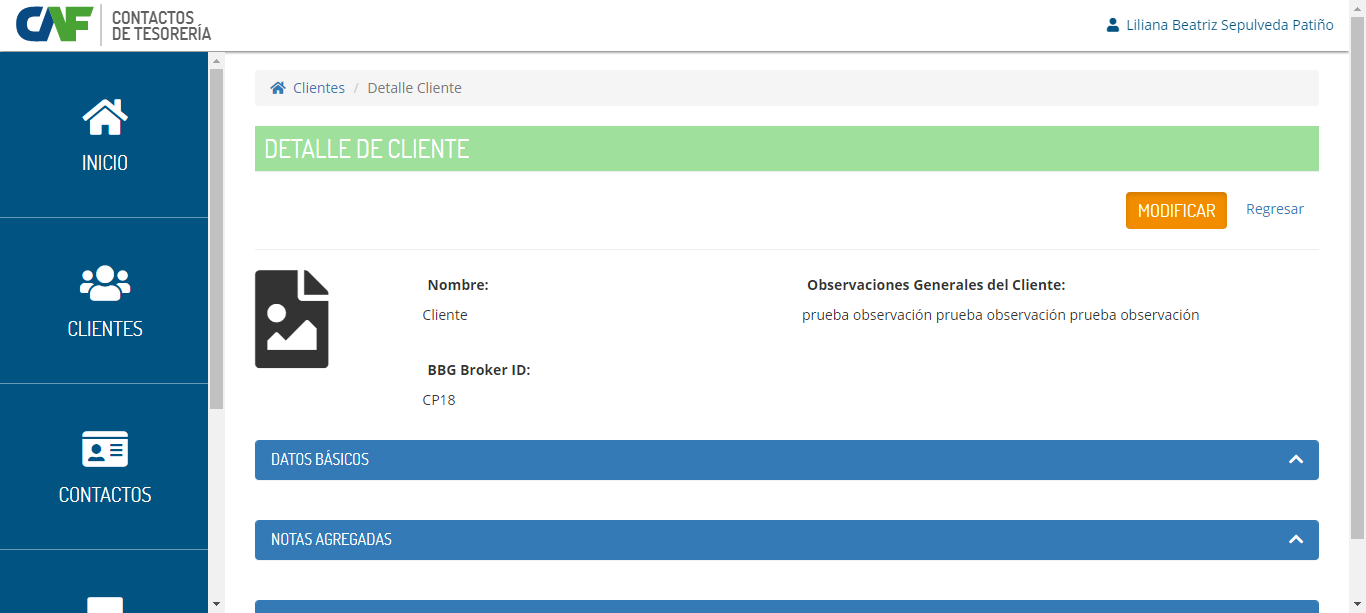 CAF
CONTACTOS
DE TESORERÍA
Liliana Beatriz Sepulveda Patiño
INICIO
CLIENTES
CONTACTOS
Clientes / Detalle Cliente
DETALLE DE CLIENTE
MODIFICAR Regresar
Nombre:
Cliente
Observaciones Generales del Cliente:
prueba observación prueba observación prueba observación
BBG Broker ID:
CP18
DATOS BÁSICOS
NOTAS AGREGADAS